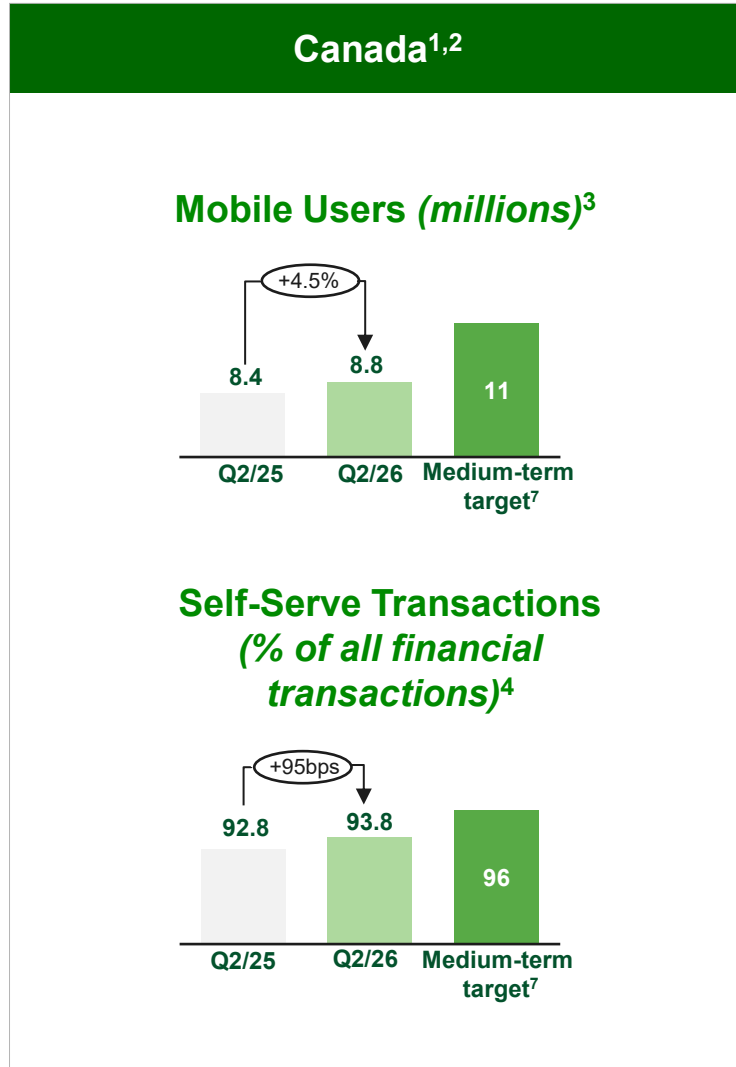 Canada¹,²
Mobile Users (millions)³
+4.5%
8.4
8.8
11
Q2/25
Q2/26
Medium-term
target⁷
Self-Serve Transactions
(% of all financial
transactions)⁴
+95bps
92.8
93.8
96
Q2/25
Q2/26
Medium-term
target⁷